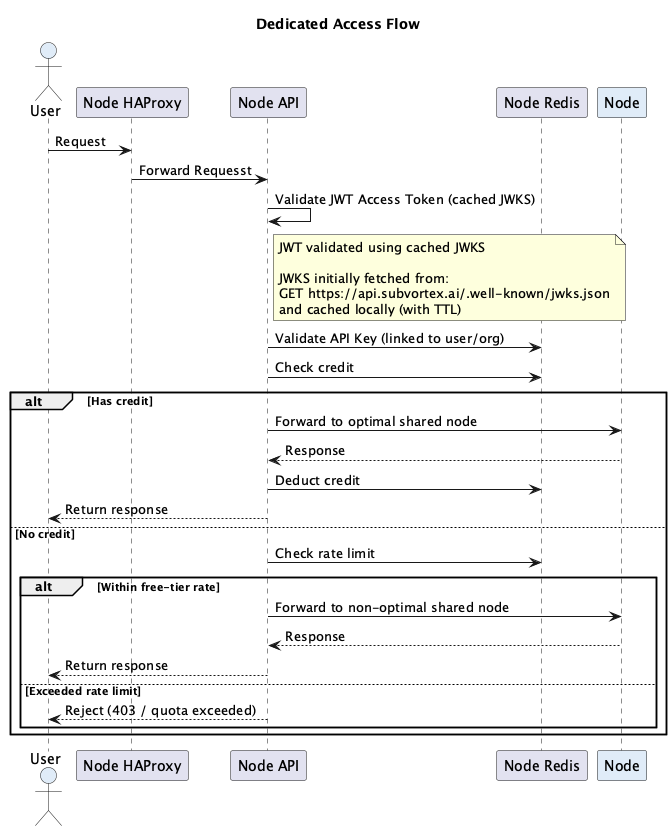 Dedicated Access Flow
User
Node HAProxy
Node API
Node Redis
Node
Request
Forward Requesst
Validate JWT Access Token (cached JWKS)
JWT validated using cached JWKS
JWKS initially fetched from:
GET https://api.subvortex.ai/.well-known/jwks.json
and cached locally (with TTL)
Validate API Key (linked to user/org)
Check credit
alt
[Has credit]
Forward to optimal shared node
Response
Deduct credit
Return response
[No credit]
Check rate limit
alt
[Within free-tier rate]
Forward to non-optimal shared node
Response
Return response
[Exceeded rate limit]
Reject (403 / quota exceeded)
User
Node HAProxy
Node API
Node Redis
Node